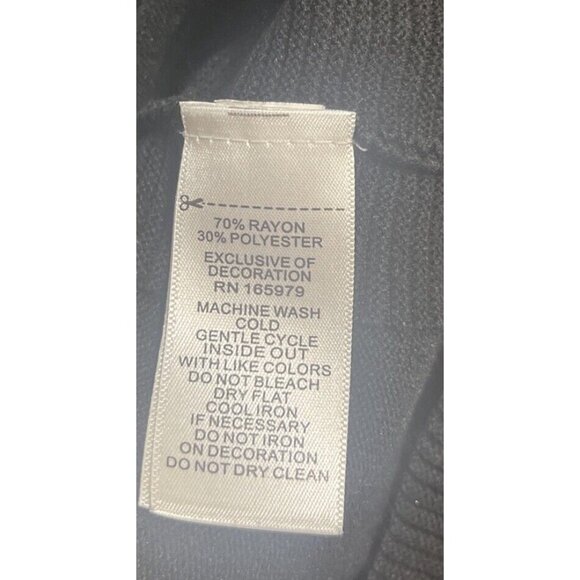 70% RAYON
30% POLYESTER
EXCLUSIVE OF
DECORATION
RN 165979
MACHINE WASH
COLD
GENTLE CYCLE
INSIDE OUT
WITH LIKE COLORS
DO NOT BLEACH
DRY FLAT
COOL IRON
IF NECESSARY
DO NOT IRON
ON DECORATION
DO NOT DRY CLEAN